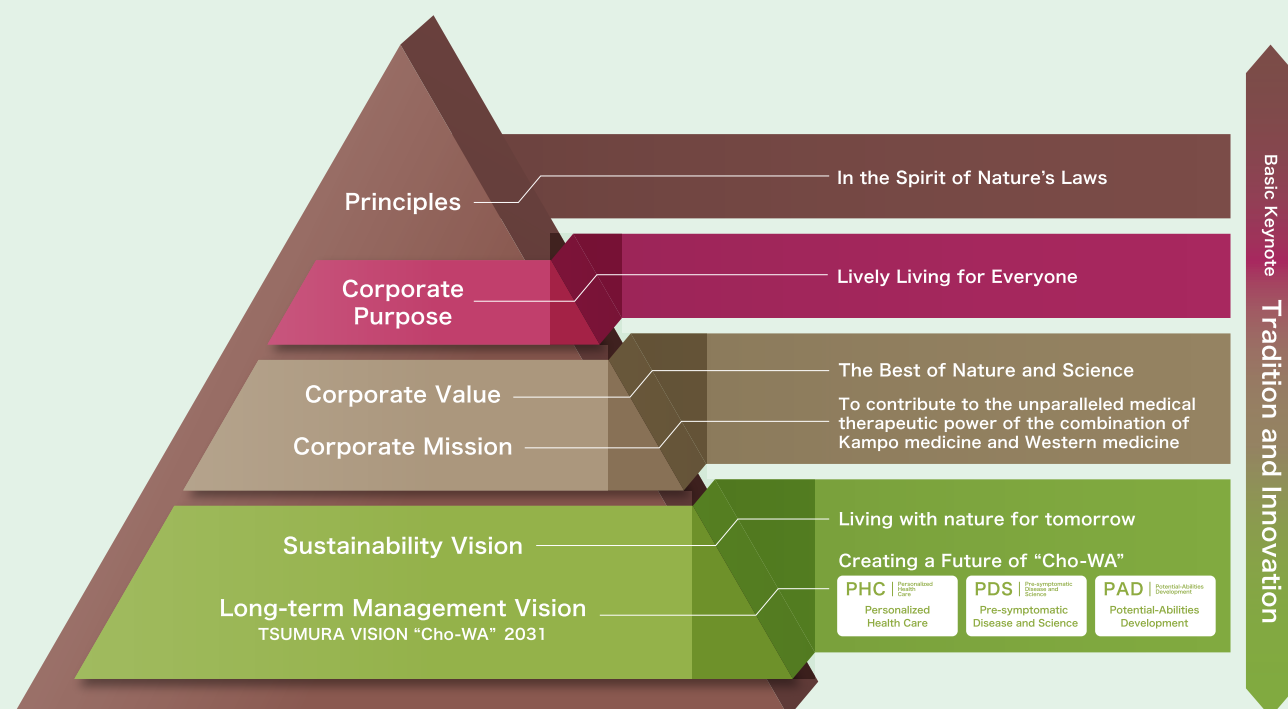 Principles
In the Spirit of Nature's Laws
Corporate
Purpose
Lively Living for Everyone
Corporate Value
The Best of Nature and Science
Corporate Mission
To contribute to the unparalleled medical
therapeutic power of the combination of
Kampo medicine and Western medicine
Sustainability Vision
Living with nature for tomorrow
Long-term Management Vision
TSUMURA VISION “Cho-WA” 2031
Creating a Future of “Cho-WA”
PHC
Personalized
Health
Care
Personalized
Health Care
PDS
Pre-symptomatic
Disease and
Science
Pre-symptomatic
Disease and Science
PAD
Potential-Abilities
Development
Potential-Abilities
Development
Basic Keynote
Tradition and Innovation